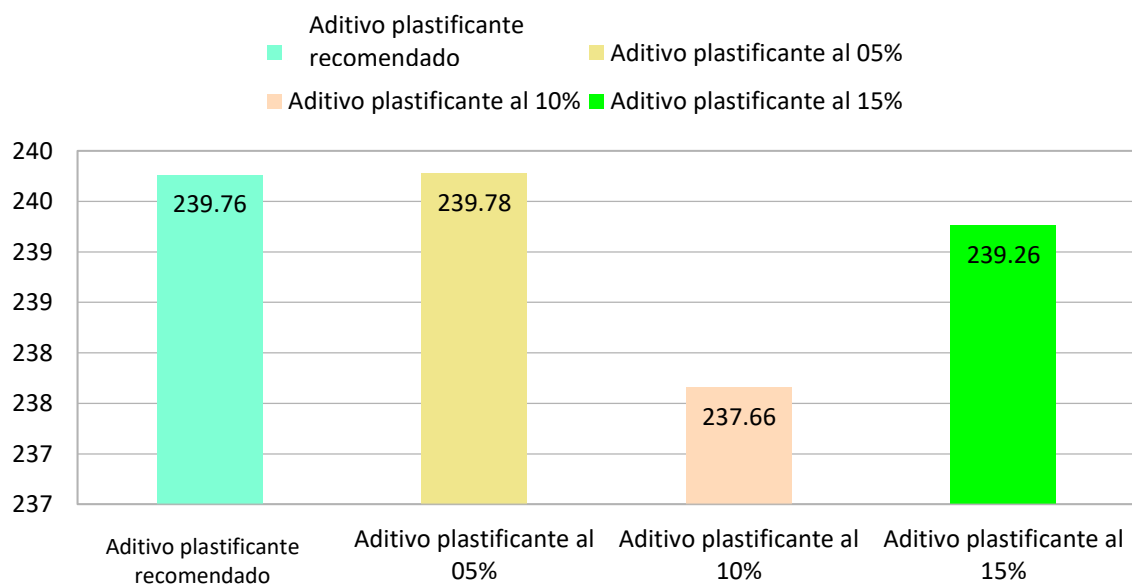 Aditivo plastificante
recomendado
Aditivo plastificante al 05%
Aditivo plastificante al 10%
Aditivo plastificante al 15%
240
240
239
239
238
238
237
237
239.76
239.78
237.66
239.26
Aditivo plastificante
recomendado
Aditivo plastificante al
05%
Aditivo plastificante al
10%
Aditivo plastificante al
15%